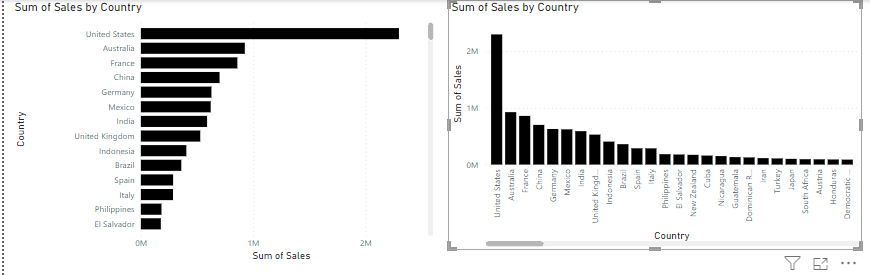 Sum of Sales by Country
United States
Australia
France
China
Germany
Mexico
India
United Kingdom
Indonesia
Brazil
Spain
Italy
Philippines
El Salvador
0M
1M
2M
Sum of Sales
Country
Sum of Sales by Country
2M
1M
0M
Sum of Sales
United States
Australia
France
China
Germany
Mexico
India
United Kingd...
Indonesia
Brazil
Spain
Italy
Philippines
El Salvador
New Zealand
Cuba
Nicaragua
Guatemala
Dominican R...
Iran
Turkey
Japan
South Africa
Austria
Honduras
Democratic ...
Country